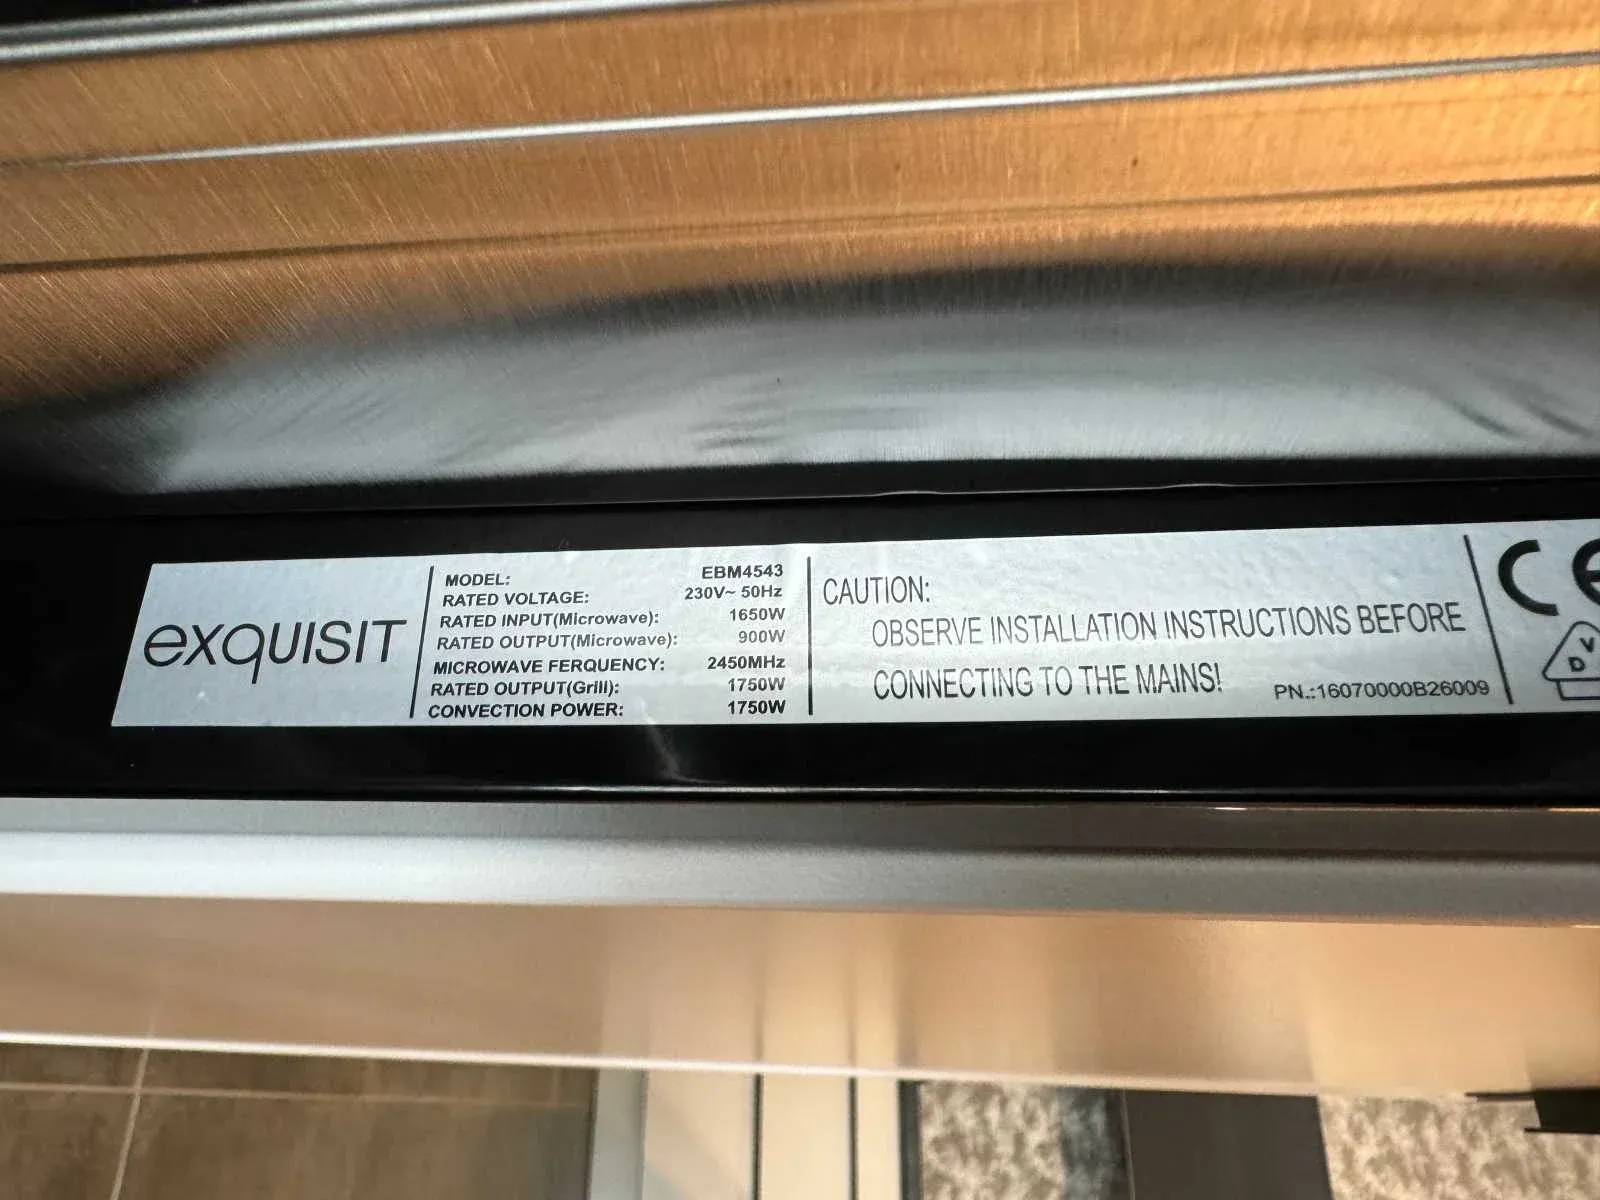 exquisit
MODEL: EBM4543
RATED VOLTAGE: 230V~ 50Hz
RATED INPUT(Microwave): 1650W
RATED OUTPUT(Microwave): 900W
MICROWAVE FERQUENCY: 2450MHz
RATED OUTPUT(Grill): 1750W
CONVECTION POWER: 1750W
CAUTION:
OBSERVE INSTALLATION INSTRUCTIONS BEFORE
CONNECTING TO THE MAINS!
PN.:16070000B26009
CE
V
D